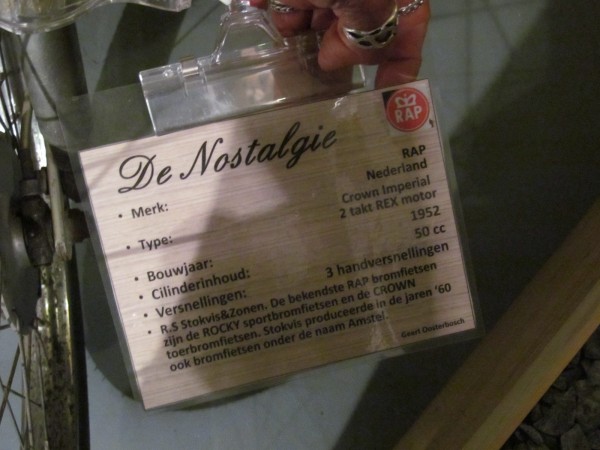 RAP
De Nostalgie
• Merk: RAP
Nederland
• Type: Crown Imperial
2 takt REX motor
• Bouwjaar: 1952
• Cilinderinhoud: 50 cc
• Versnellingen: 3 handversnellingen
• R.S Stokvis&Zonen. De bekendste RAP bromfietsen
zijn de ROCKY sportbromfietsen en de CROWN
toerbromfietsen. Stokvis produceerde in de jaren '60
ook bromfietsen onder de naam Amstel.
Geurt Oosterbosch